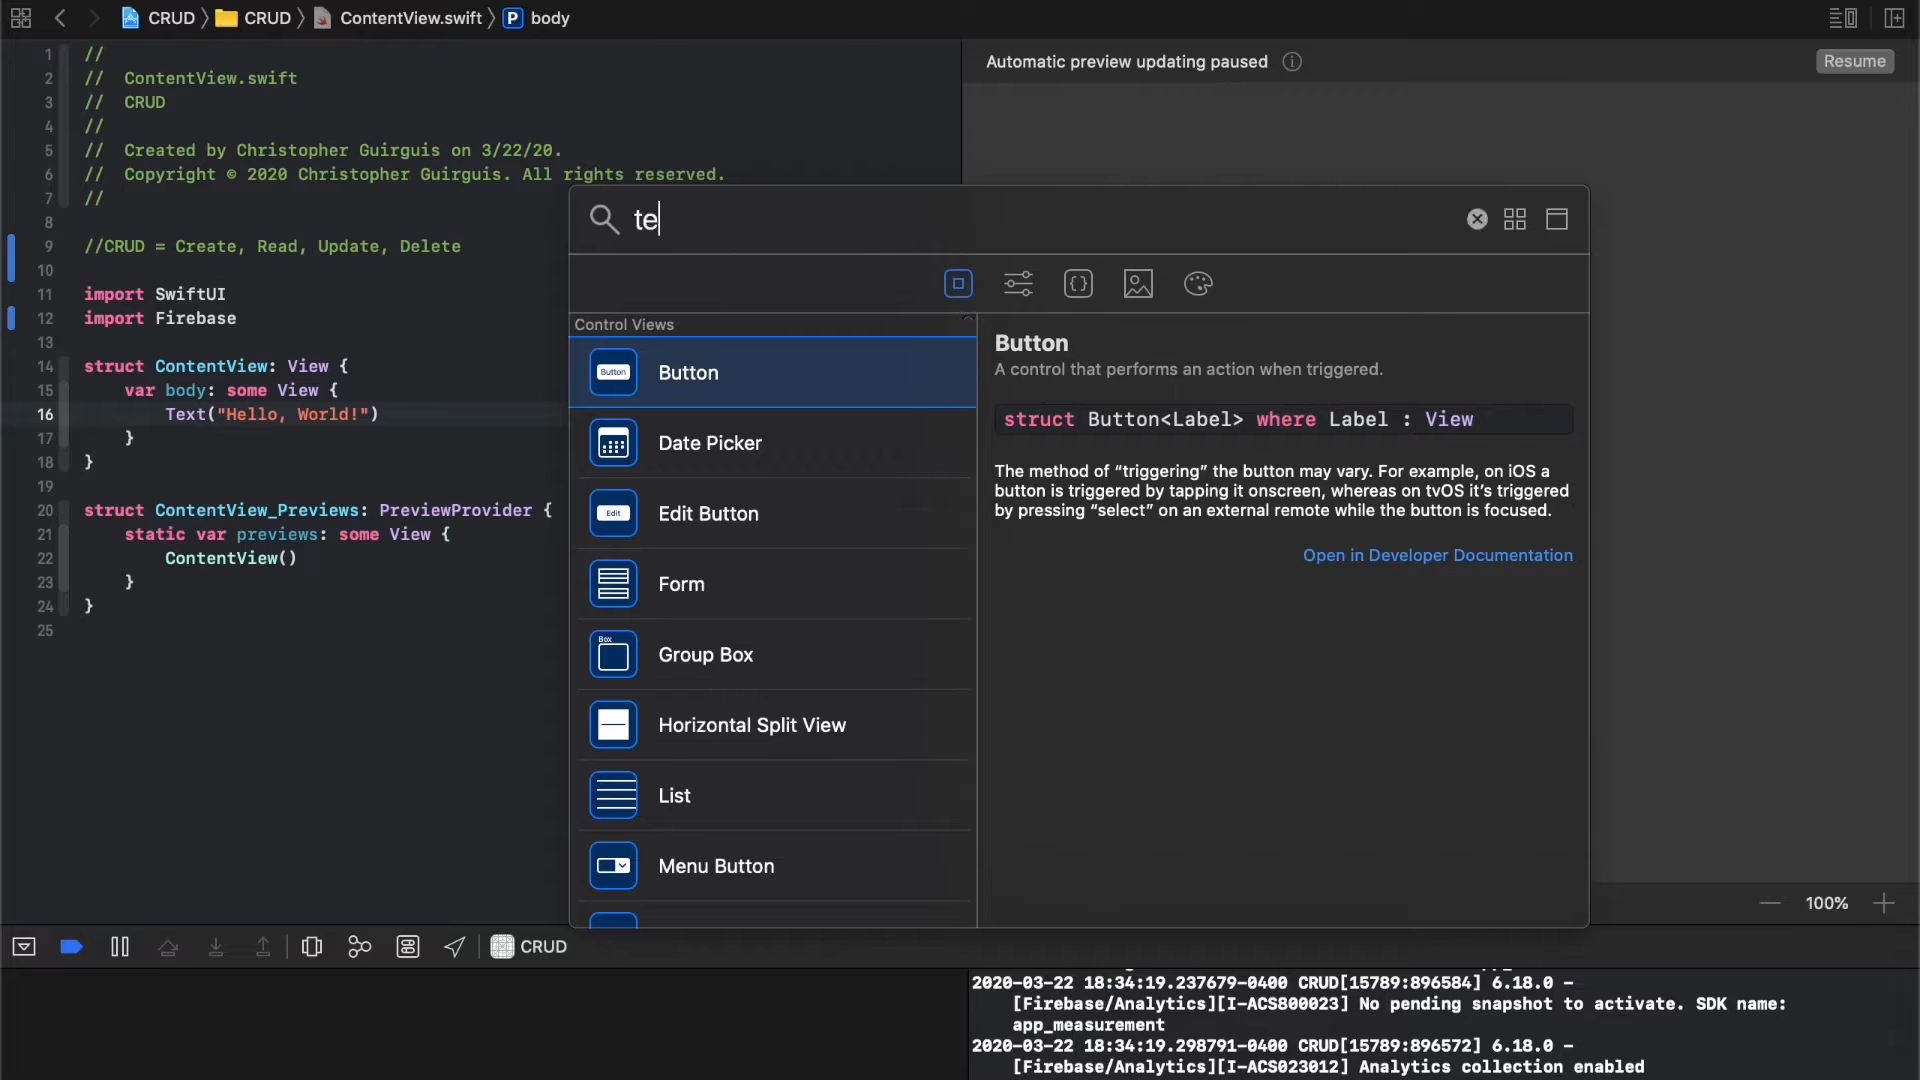 CRUD CRUD ContentView.swift P body
1 //
2 // ContentView.swift
3 // CRUD
4 //
5 // Created by Christopher Guirguis on 3/22/20.
6 // Copyright © 2020 Christopher Guirguis. All rights reserved.
7 //
8
9 //CRUD = Create, Read, Update, Delete
10
11 import SwiftUI
12 import Firebase
13
14 struct ContentView: View {
15 var body: some View {
16 Text("Hello, World!")
17 }
18 }
19
20 struct ContentView_Previews: PreviewProvider {
21 static var previews: some View {
22 ContentView()
23 }
24 }
25
Automatic preview updating paused
Resume
te
Control Views
Button Button
Date Picker
Edit Edit Button
Form
Box Group Box
Horizontal Split View
List
Menu Button
Button
A control that performs an action when triggered.
struct Button<Label> where Label : View
The method of “triggering” the button may vary. For example, on iOS a
button is triggered by tapping it onscreen, whereas on tvOS it’s triggered
by pressing “select” on an external remote while the button is focused.
Open in Developer Documentation
100%
CRUD
2020-03-22 18:34:19.237679-0400 CRUD[15789:896584] 6.18.0 -
[Firebase/Analytics][I-ACS800023] No pending snapshot to activate. SDK name:
app_measurement
2020-03-22 18:34:19.298791-0400 CRUD[15789:896572] 6.18.0 -
[Firebase/Analytics][I-ACS023012] Analytics collection enabled